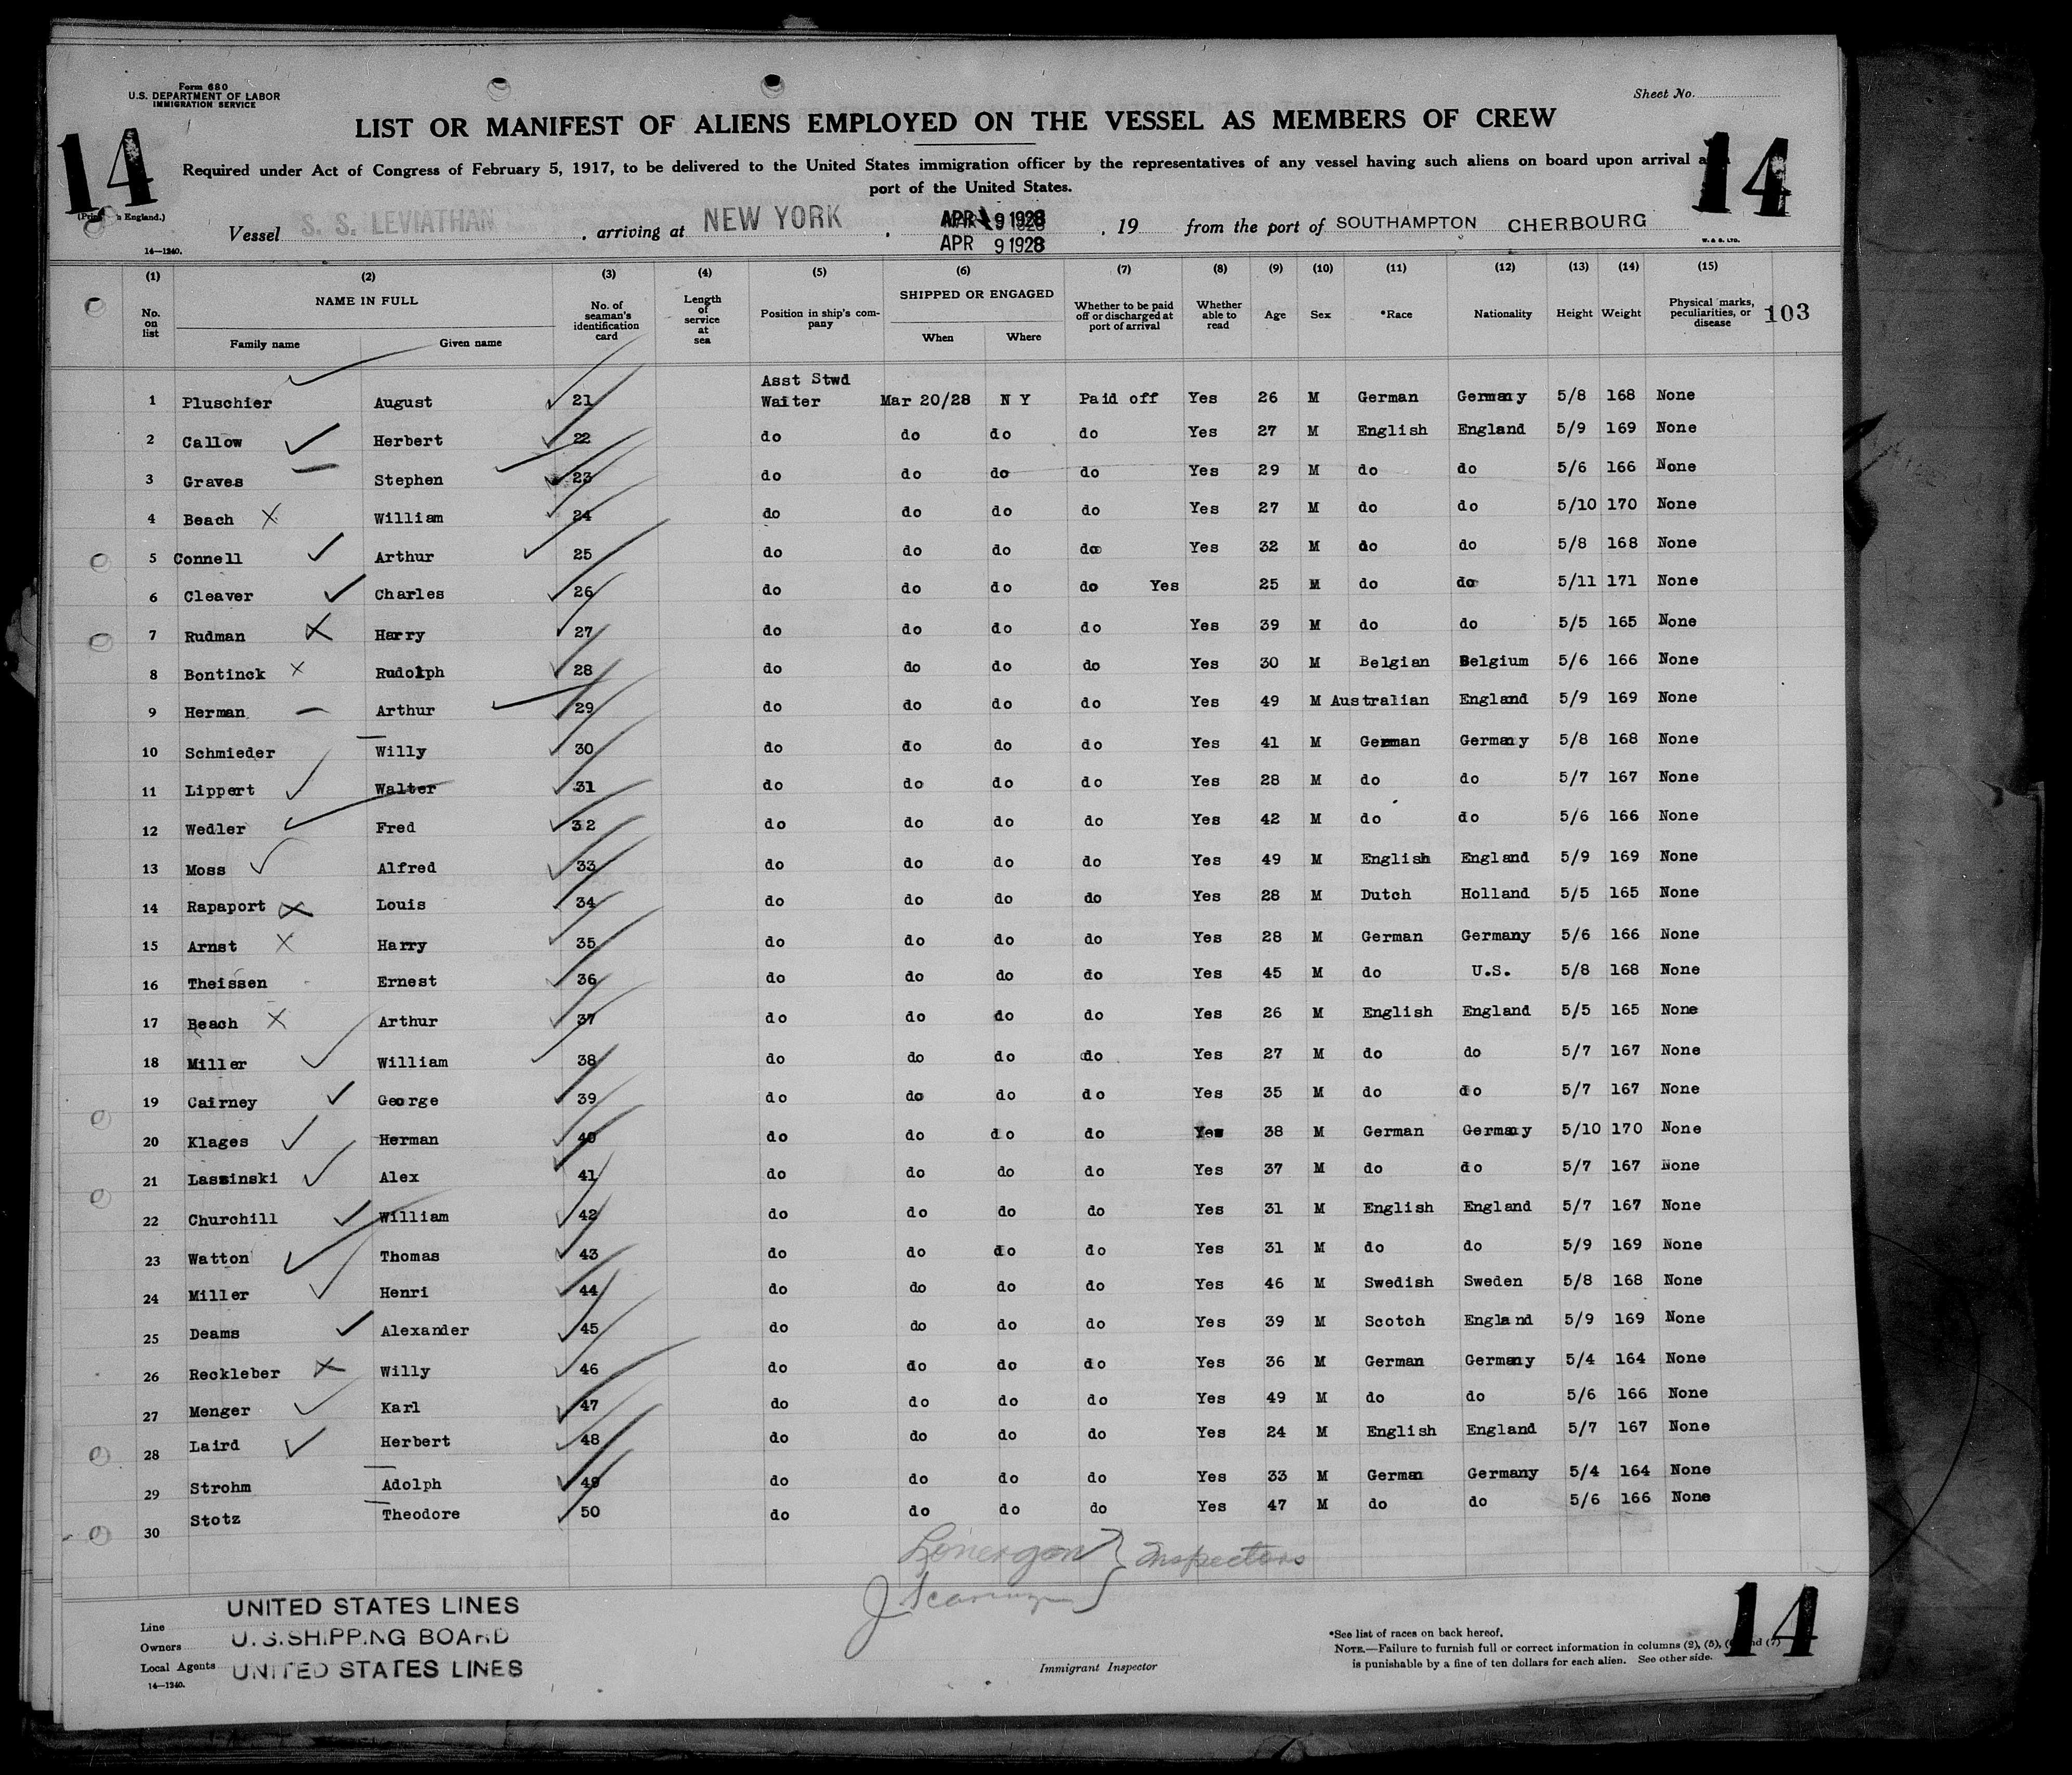 Form 680
U.S. DEPARTMENT OF LABOR
IMMIGRATION SERVICE
Sheet No.
14
14
LIST OR MANIFEST OF ALIENS EMPLOYED ON THE VESSEL AS MEMBERS OF CREW
Required under Act of Congress of February 5, 1917, to be delivered to the United States immigration officer by the representatives of any vessel having such aliens on board upon arrival
port of the United States.
England.)
Vessel S. S. LEVIATHAN , arriving at NEW YORK , APR 9 1928 , 19 from the port of SOUTHAMPTON CHERBOURG
APR 9 1928
14—1240.
W. & S. LTD.
(1) (2) (3) (4) (5) (6) (7) (8) (9) (10) (11) (12) (13) (14) (15)
No. on list NAME IN FULL Family name Given name No. of seaman's identification card Length of service at sea Position in ship's company SHIPPED OR ENGAGED When Where Whether to be paid off or discharged at port of arrival Whether able to read Age Sex *Race Nationality Height Weight Physical marks, peculiarities, or disease 103
Asst Stwd
1 Pluschier August 21 Waiter Mar 20/28 N Y Paid off Yes 26 M German Germany 5/8 168 None
2 Callow Herbert 22 do do do do Yes 27 M English England 5/9 169 None
3 Graves Stephen 23 do do do do Yes 29 M do do 5/6 166 None
4 Beach William 24 do do do do Yes 27 M do do 5/10 170 None
5 Connell Arthur 25 do do do do Yes 32 M do do 5/8 168 None
6 Cleaver Charles 26 do do do do Yes 25 M do do 5/11 171 None
7 Rudman Harry 27 do do do do Yes 39 M do do 5/5 165 None
8 Bontinck Rudolph 28 do do do do Yes 30 M Belgian Belgium 5/6 166 None
9 Herman Arthur 29 do do do do Yes 49 M Australian England 5/9 169 None
10 Schmieder Willy 30 do do do do Yes 41 M German Germany 5/8 168 None
11 Lippert Walter 31 do do do do Yes 28 M do do 5/7 167 None
12 Wedler Fred 32 do do do do Yes 42 M do do 5/6 166 None
13 Moss Alfred 33 do do do do Yes 49 M English England 5/9 169 None
14 Rapaport Louis 34 do do do do Yes 28 M Dutch Holland 5/5 165 None
15 Arnst Harry 35 do do do do Yes 28 M German Germany 5/6 166 None
16 Theissen Ernest 36 do do do do Yes 45 M do U.S. 5/8 168 None
17 Beach Arthur 37 do do do do Yes 26 M English England 5/5 165 None
18 Miller William 38 do do do do Yes 27 M do do 5/7 167 None
19 Cairney George 39 do do do do Yes 35 M do do 5/7 167 None
20 Klages Herman 40 do do do do Yes 38 M German Germany 5/10 170 None
21 Lassinski Alex 41 do do do do Yes 37 M do do 5/7 167 None
22 Churchill William 42 do do do do Yes 31 M English England 5/7 167 None
23 Watton Thomas 43 do do do do Yes 31 M do do 5/9 169 None
24 Miller Henri 44 do do do do Yes 46 M Swedish Sweden 5/8 168 None
25 Deams Alexander 45 do do do do Yes 39 M Scotch England 5/9 169 None
26 Reckleber Willy 46 do do do do Yes 36 M German Germany 5/4 164 None
27 Menger Karl 47 do do do do Yes 49 M do do 5/6 166 None
28 Laird Herbert 48 do do do do Yes 24 M English England 5/7 167 None
29 Strohm Adolph 49 do do do do Yes 33 M German Germany 5/4 164 None
30 Stotz Theodore 50 do do do do Yes 47 M do do 5/6 166 None
Lonergan } Inspectors
J.
Line UNITED STATES LINES
Owners U.S. SHIPPING BOARD
Local Agents UNITED STATES LINES
14—1240.
Immigrant Inspector
*See list of races on back hereof.
NOTE.—Failure to furnish full or correct information in columns (2), (5), and (7)
is punishable by a fine of ten dollars for each alien. See other side.
14